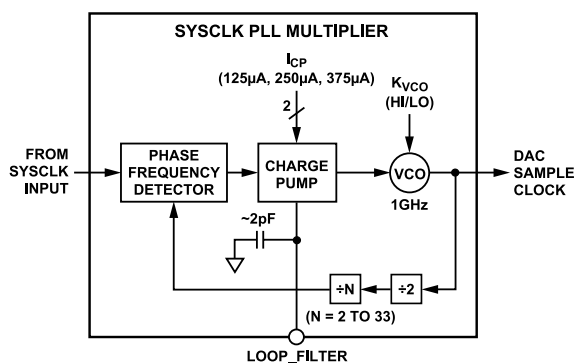 SYSCLK PLL MULTIPLIER
ICP
(125µA, 250µA, 375µA)
2
KVCO
(HI/LO)
FROM
SYSCLK
INPUT
PHASE
FREQUENCY
DETECTOR
CHARGE
PUMP
VCO
1GHz
DAC
SAMPLE
CLOCK
~2pF
÷N
÷2
(N = 2 TO 33)
LOOP_FILTER